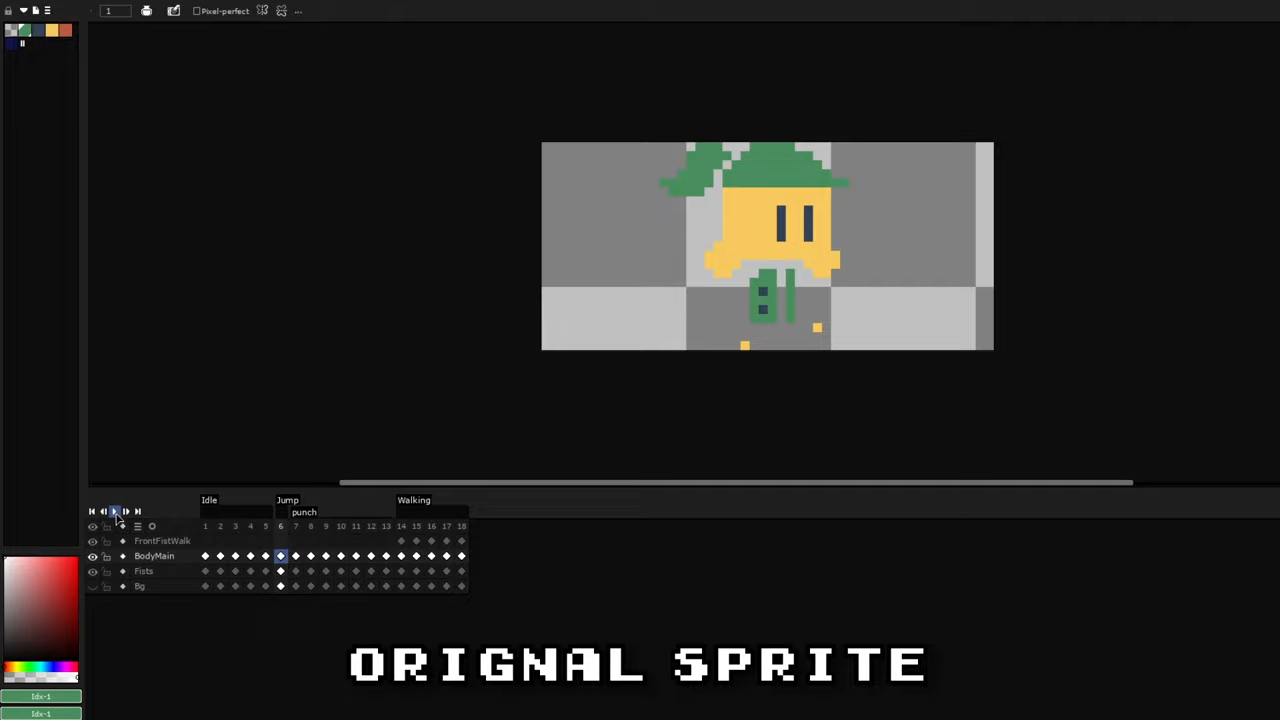 1 Pixel-perfect ...
Idle Jump Walking
punch
1 2 3 4 5 6 7 8 9 10 11 12 13 14 15 16 17 18
FrontFistWalk
BodyMain
Fists
Bg
ORIGNAL SPRITE
Idx-1
Idx-1